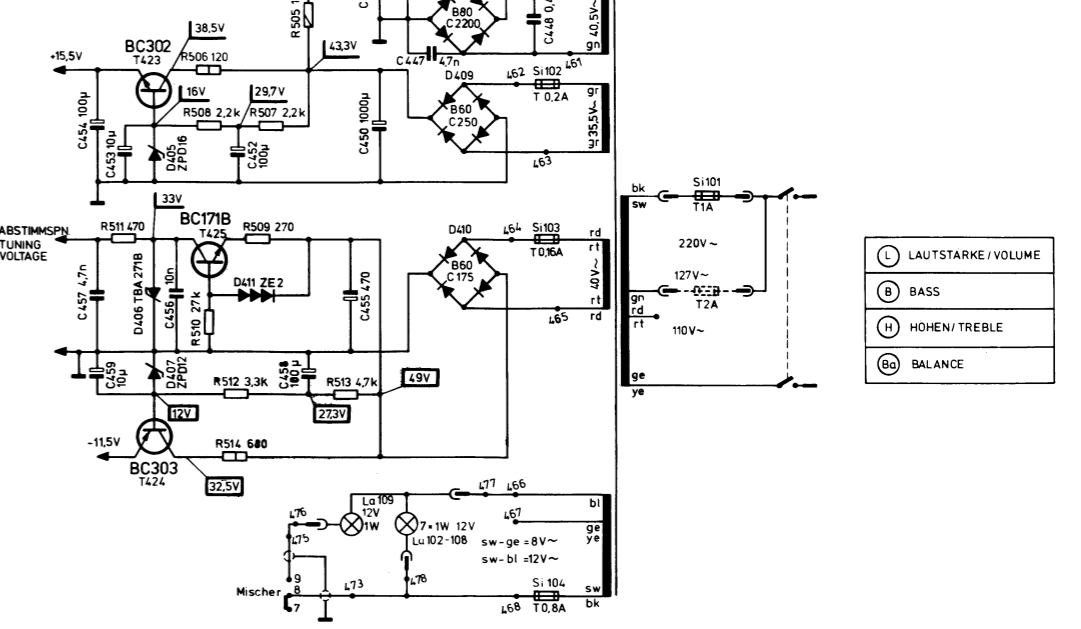 R505 1
B80
C2200
C448 0,4
40,5V~
gn
C447
4,7n
461
38,5V
BC302
T423
+15,5V
R506 120
43,3V
16V
29,7V
R508 2,2k
R507 2,2k
C454 100µ
C453 10µ
D405
ZPD16
C452
100µ
C450 1000µ
D409
B60
C250
462
Si102
T 0,2A
gr
35,5V~
gr
463
33V
ABSTIMMSPN.
TUNING
VOLTAGE
R511 470
BC171B
T425
R509 270
C457 4,7n
D406 TBA 271B
C456 10n
R510 27k
D411 ZE2
C455 470
D410
B60
C175
464
Si103
T0,16A
rd
rt
40V~
rt
rd
465
C459
10µ
D407
ZPD12
R512 3,3k
C458
100µ
R513 4,7k
49V
12V
27,3V
-11,5V
BC303
T424
R514 680
32,5V
bk
sw
Si101
T1A
220V~
127V~
T2A
gn
rd
rt
110V~
ge
ye
L LAUTSTÄRKE/VOLUME
B BASS
H HÖHEN/TREBLE
Ba BALANCE
477
466
La109
12V
1W
476
475
467
7×1W 12V
La102-108
bl
ge
ye
sw-ge=8V~
sw-bl=12V~
Mischer
9
8
7
473
478
468
Si104
T0,8A
sw
bk